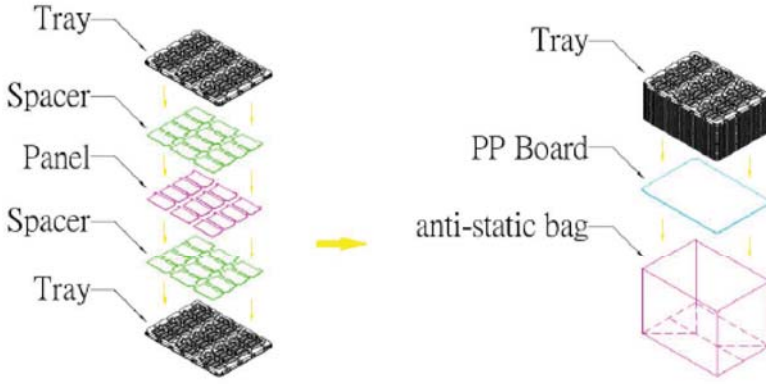 Tray
Spacer
Panel
Spacer
Tray
Tray
PP Board
anti-static bag